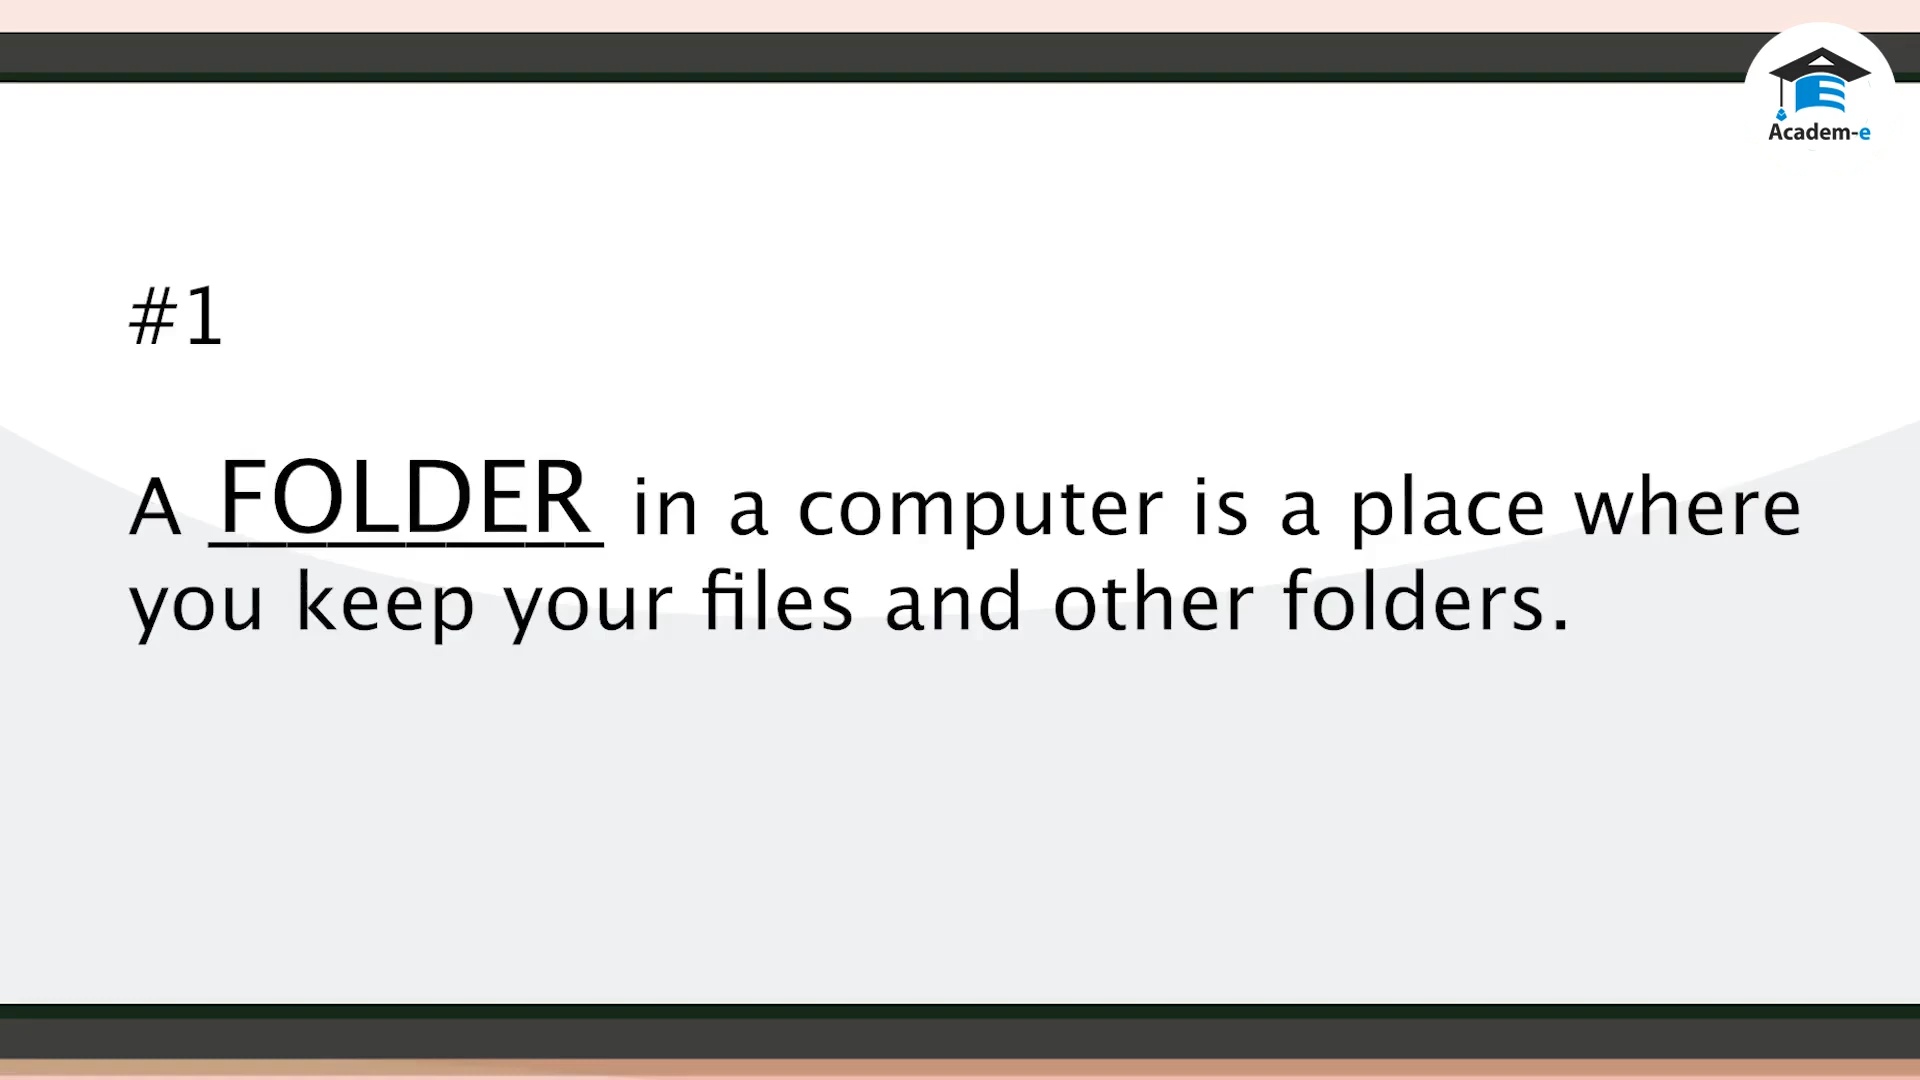 Academ-e
#1
A FOLDER in a computer is a place where
you keep your files and other folders.